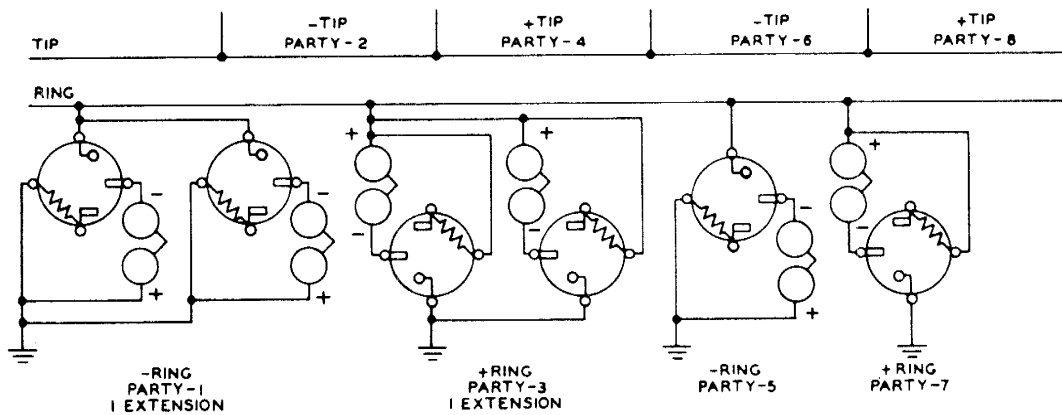 TIP
-TIP
PARTY-2
+TIP
PARTY-4
-TIP
PARTY-6
+TIP
PARTY-8
RING
+
+
+
-
-
-
-
-
-
+
+
+
-RING
PARTY-1
1 EXTENSION
+RING
PARTY-3
1 EXTENSION
-RING
PARTY-5
+RING
PARTY-7